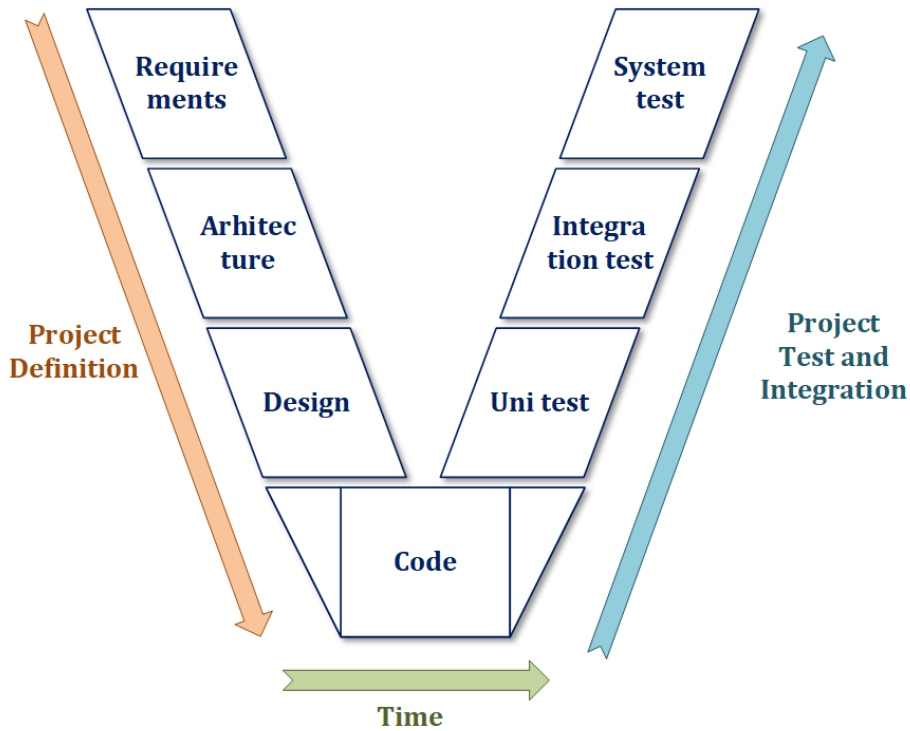 Require
ments
System
test
Arhitec
ture
Integra
tion test
Project
Definition
Project
Test and
Integration
Design
Uni test
Code
Time